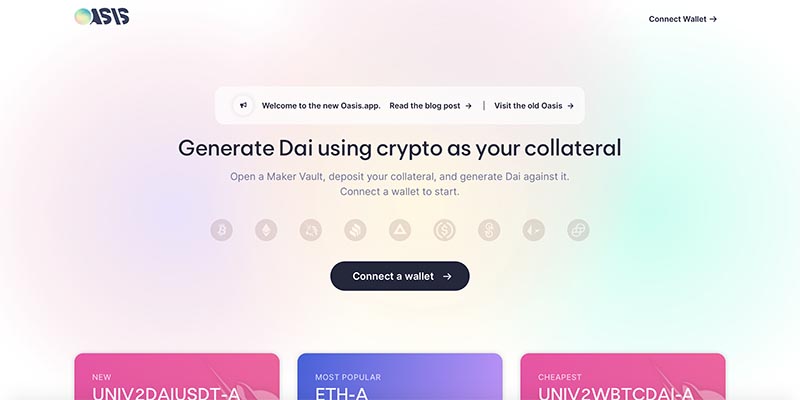 OASIS
Connect Wallet →
Welcome to the new Oasis.app. Read the blog post → | Visit the old Oasis →
Generate Dai using crypto as your collateral
Open a Maker Vault, deposit your collateral, and generate Dai against it.
Connect a wallet to start.
Connect a wallet →
NEW
UNIV2DAIUSDT-A
MOST POPULAR
ETH-A
CHEAPEST
UNIV2WBTCDAI-A